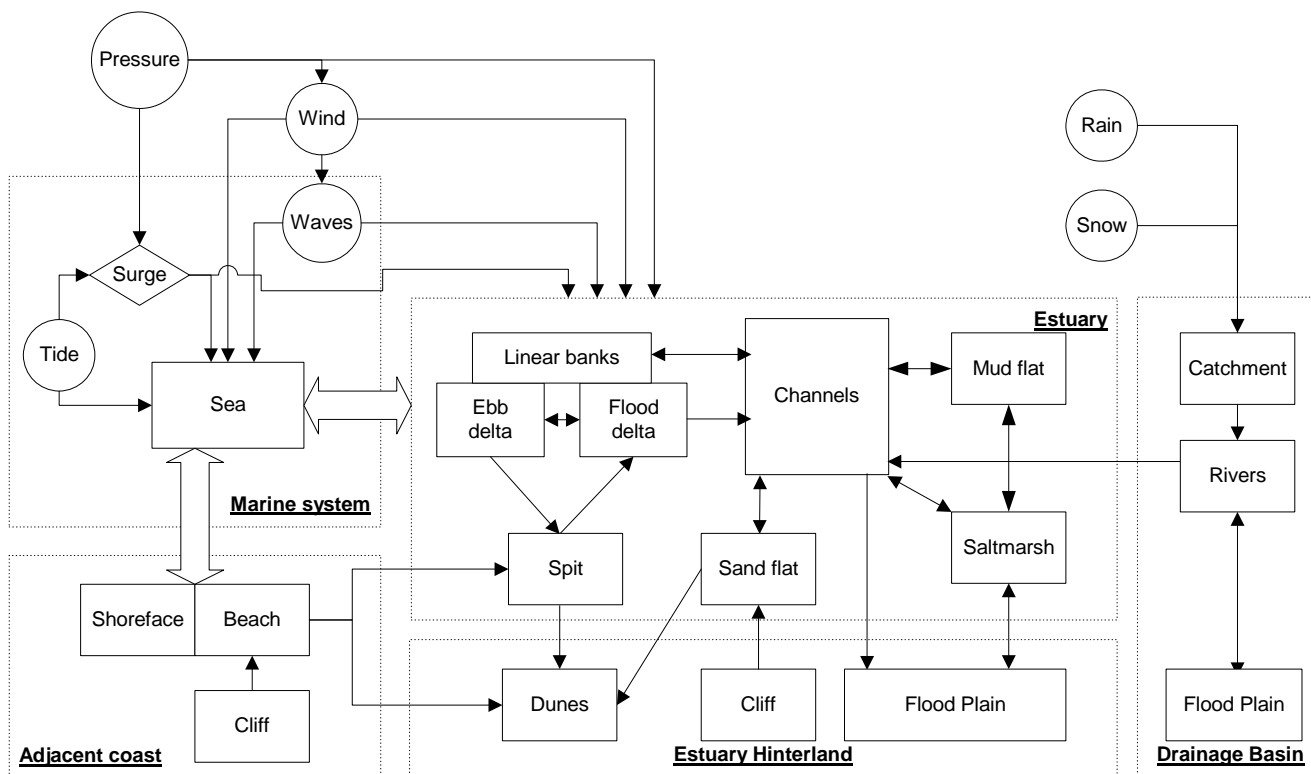 Pressure
Wind
Rain
Waves
Snow
Surge
Estuary
Tide
Linear banks
Mud flat
Catchment
Sea
Ebb
delta
Flood
delta
Channels
Rivers
Marine system
Saltmarsh
Spit
Sand flat
Shoreface
Beach
Dunes
Cliff
Flood Plain
Flood Plain
Cliff
Adjacent coast
Estuary Hinterland
Drainage Basin